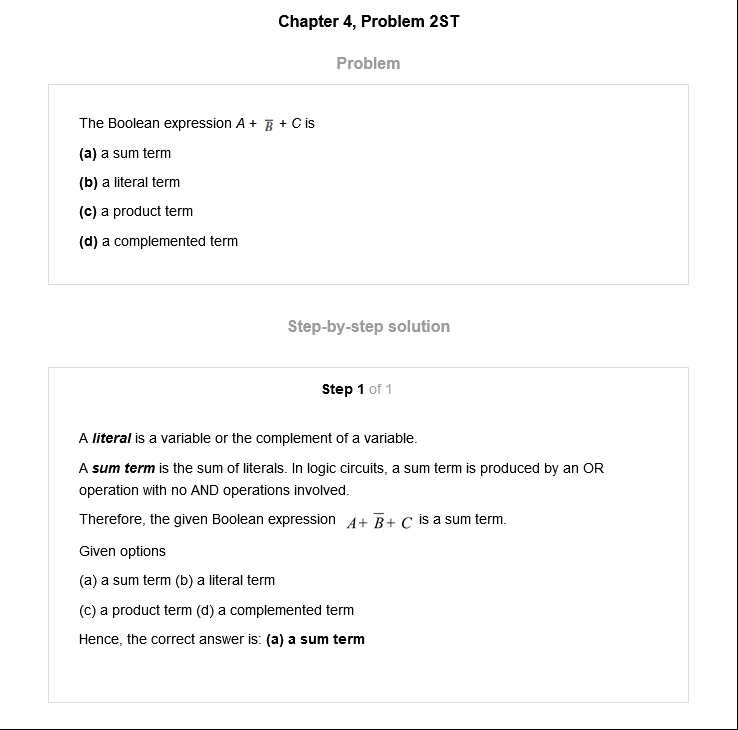 Chapter 4, Problem 2ST
Problem
The Boolean expression A + B̅ + C is
(a) a sum term
(b) a literal term
(c) a product term
(d) a complemented term
Step-by-step solution
Step 1 of 1
A literal is a variable or the complement of a variable.
A sum term is the sum of literals. In logic circuits, a sum term is produced by an OR
operation with no AND operations involved.
Therefore, the given Boolean expression A+ B̅+ C is a sum term.
Given options
(a) a sum term (b) a literal term
(c) a product term (d) a complemented term
Hence, the correct answer is: (a) a sum term